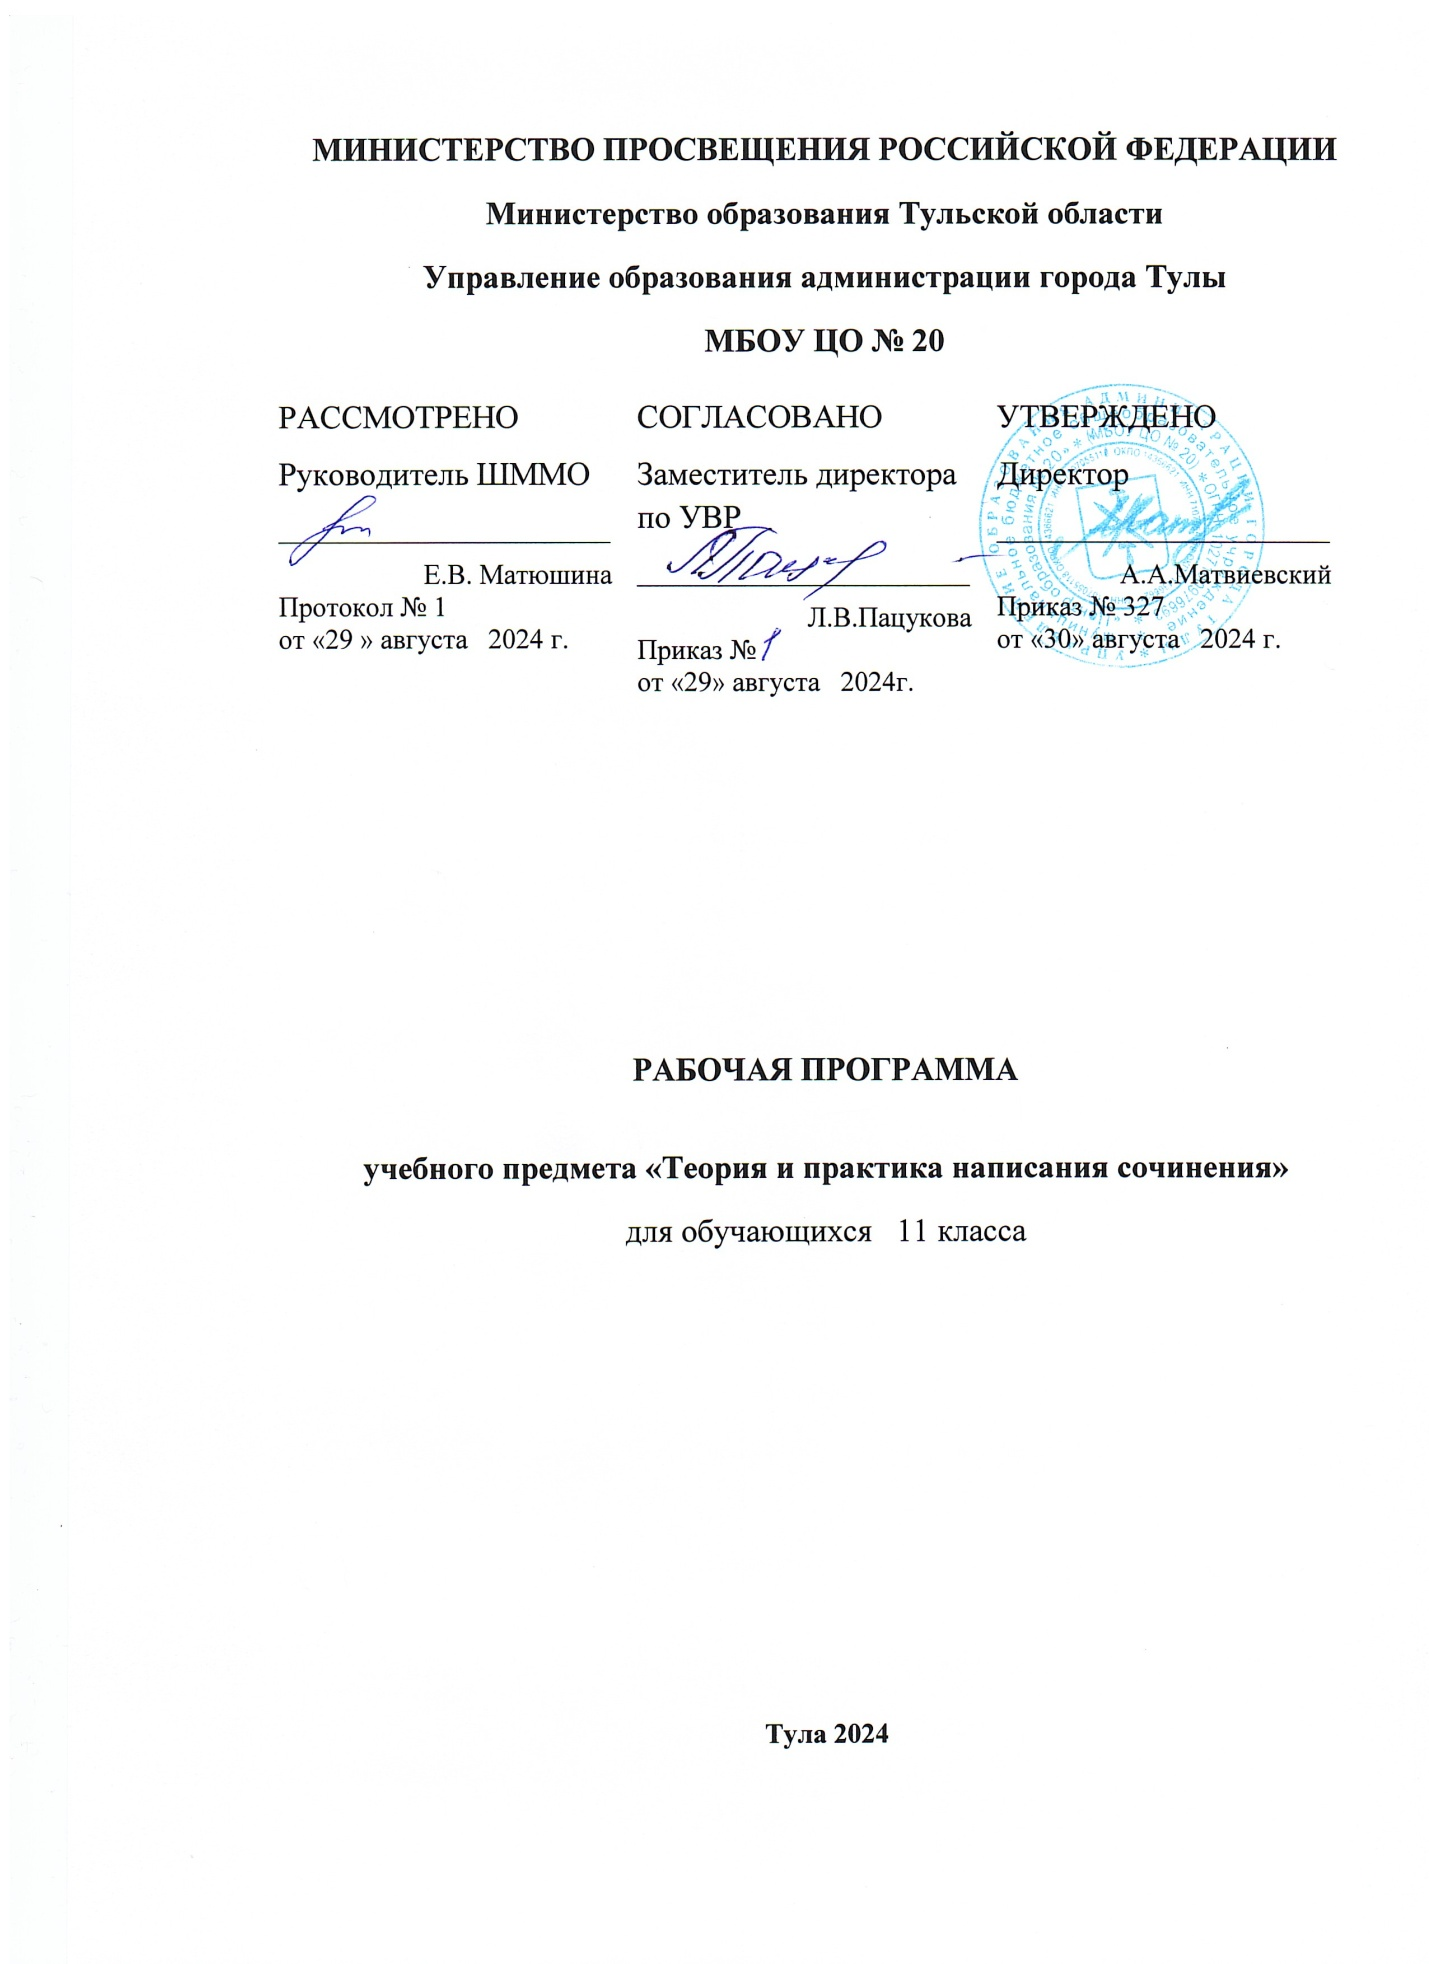 МИНИСТЕРСТВО ПРОСВЕЩЕНИЯ РОССИЙСКОЙ ФЕДЕРАЦИИ
Министерство образования Тульской области
Управление образования администрации города Тулы
МБОУ ЦО № 20
РАССМОТРЕНО
Руководитель ШММО
Е.В. Матюшина
Протокол № 1
от «29 » августа 2024 г.
СОГЛАСОВАНО
Заместитель директора
по УВР
Л.В.Пацукова
Приказ № 1
от «29» августа 2024г.
УТВЕРЖДЕНО
Директор
А.А.Матвиевский
Приказ № 327
от «30» августа 2024 г.
РАБОЧАЯ ПРОГРАММА
учебного предмета «Теория и практика написания сочинения»
для обучающихся 11 класса
Тула 2024